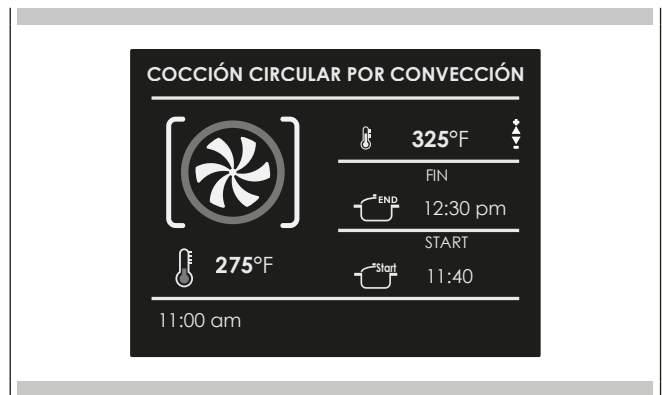 COCCIÓN CIRCULAR POR CONVECCIÓN
325°F
FIN
END
12:30 pm
START
Start
11:40
275°F
11:00 am